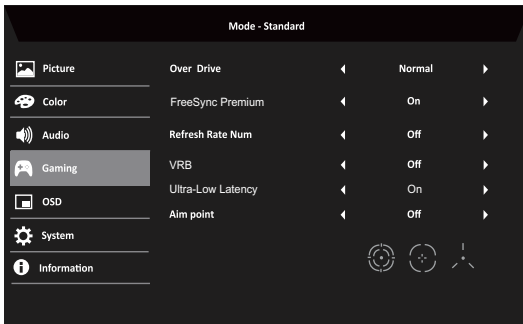 Mode - Standard
Picture
Color
Audio
Gaming
OSD
System
Information
Over Drive Normal
FreeSync Premium On
Refresh Rate Num Off
VRB Off
Ultra-Low Latency On
Aim point Off